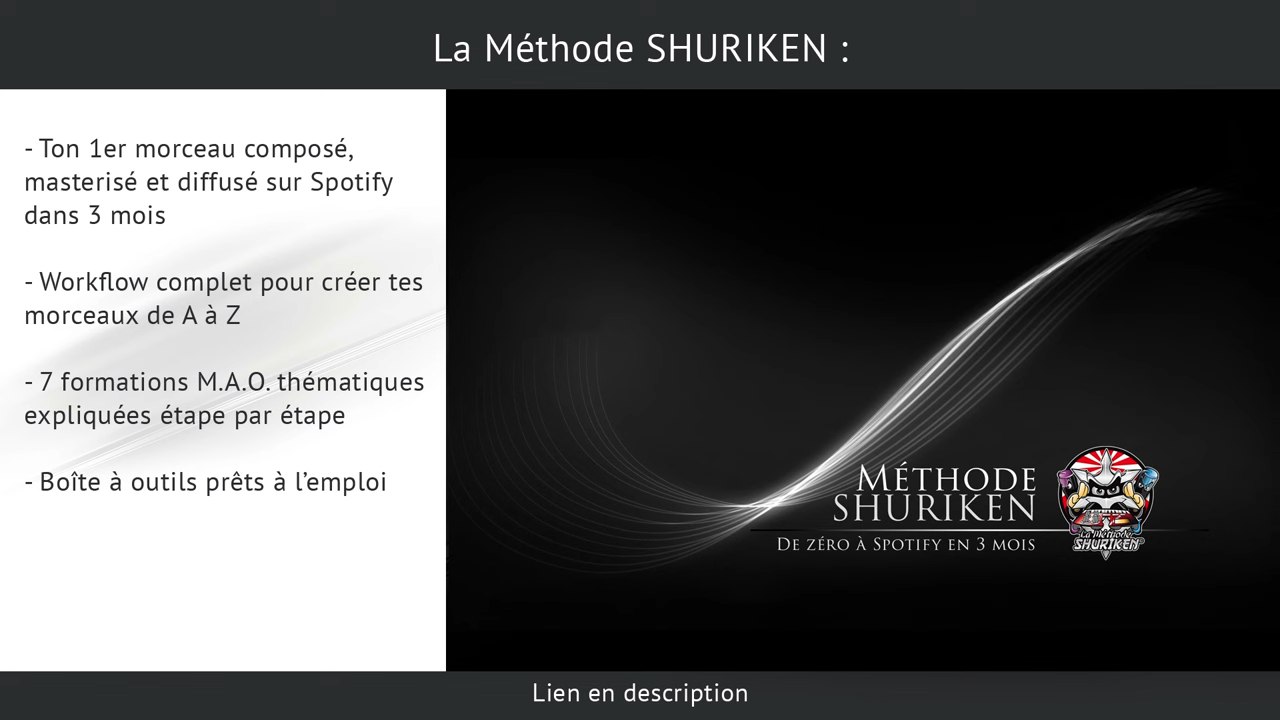 La Méthode SHURIKEN :
- Ton 1er morceau composé,
masterisé et diffusé sur Spotify
dans 3 mois
- Workflow complet pour créer tes
morceaux de A à Z
- 7 formations M.A.O. thématiques
expliquées étape par étape
- Boîte à outils prêts à l’emploi
MÉTHODE
SHURIKEN
DE ZÉRO À SPOTIFY EN 3 MOIS
La Méthode
SHURIKEN
Lien en description